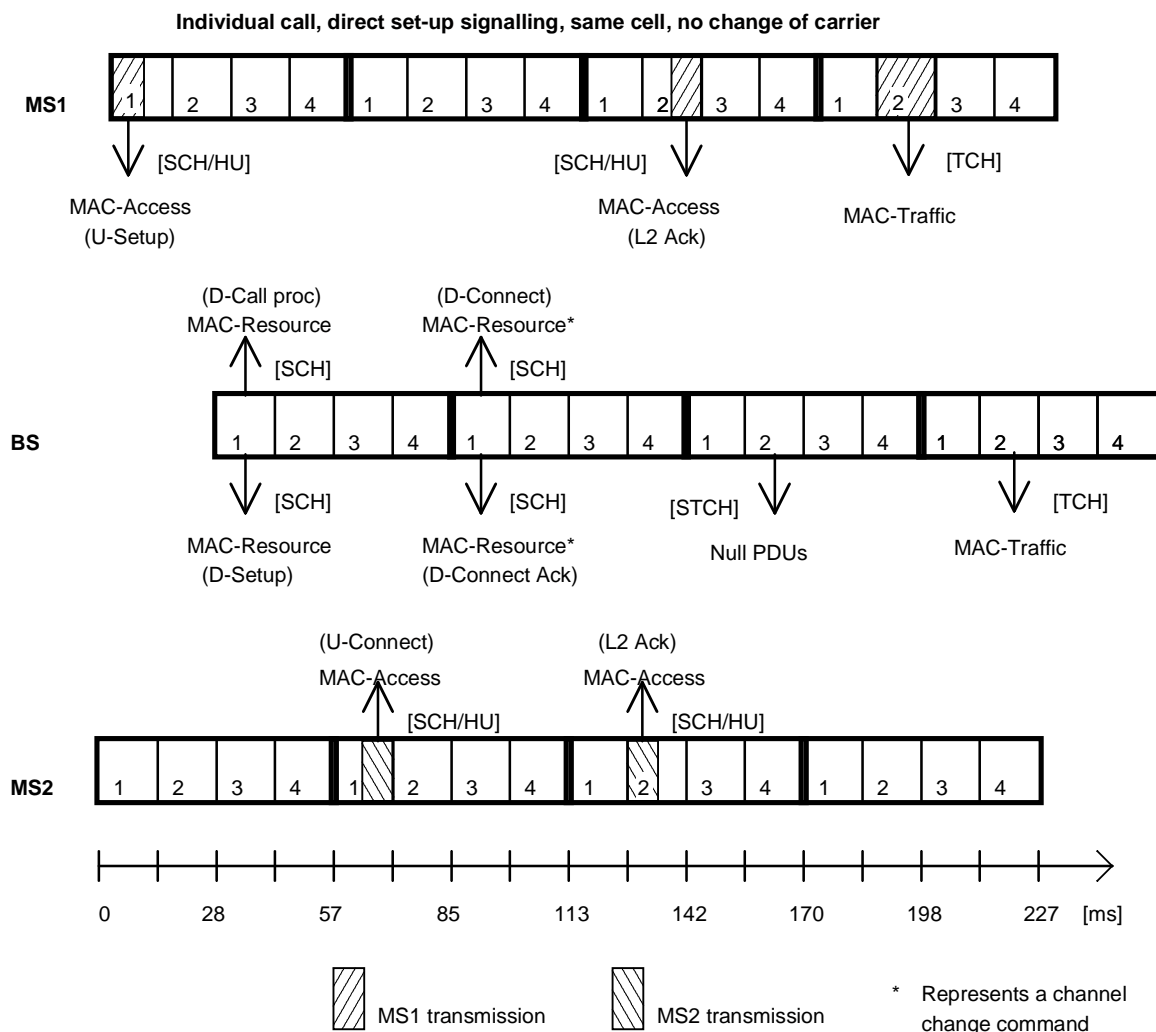 Individual call, direct set-up signalling, same cell, no change of carrier
MS1
1 2 3 4 1 2 3 4 1 2 3 4 1 2 3 4
[SCH/HU] [SCH/HU] [TCH]
MAC-Access MAC-Access MAC-Traffic
(U-Setup) (L2 Ack)
(D-Call proc) (D-Connect)
MAC-Resource MAC-Resource*
[SCH] [SCH]
BS
1 2 3 4 1 2 3 4 1 2 3 4 1 2 3 4
[SCH] [SCH] [STCH] [TCH]
MAC-Resource MAC-Resource* Null PDUs MAC-Traffic
(D-Setup) (D-Connect Ack)
(U-Connect) (L2 Ack)
MAC-Access MAC-Access
[SCH/HU] [SCH/HU]
MS2
1 2 3 4 1 2 3 4 1 2 3 4 1 2 3 4
0 28 57 85 113 142 170 198 227 [ms]
MS1 transmission MS2 transmission * Represents a channel
change command